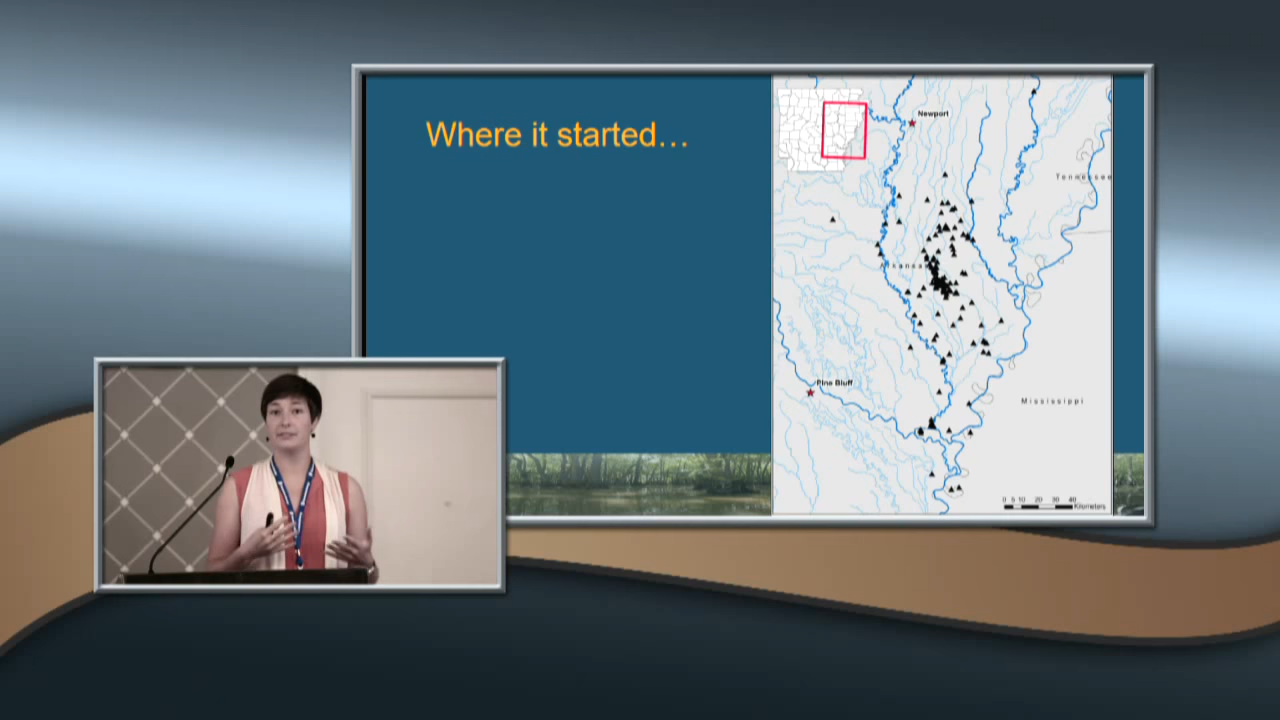 Where it started…
Newport
Tennessee
Arkansas
Pine Bluff
Mississippi
0 5 10 20 30 40
Kilometers